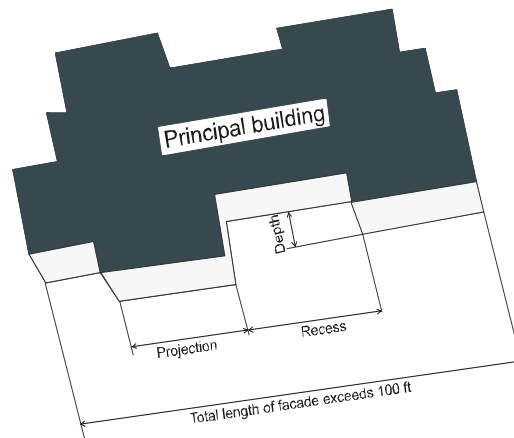 Principal building
Depth
Projection
Recess
Total length of facade exceeds 100 ft